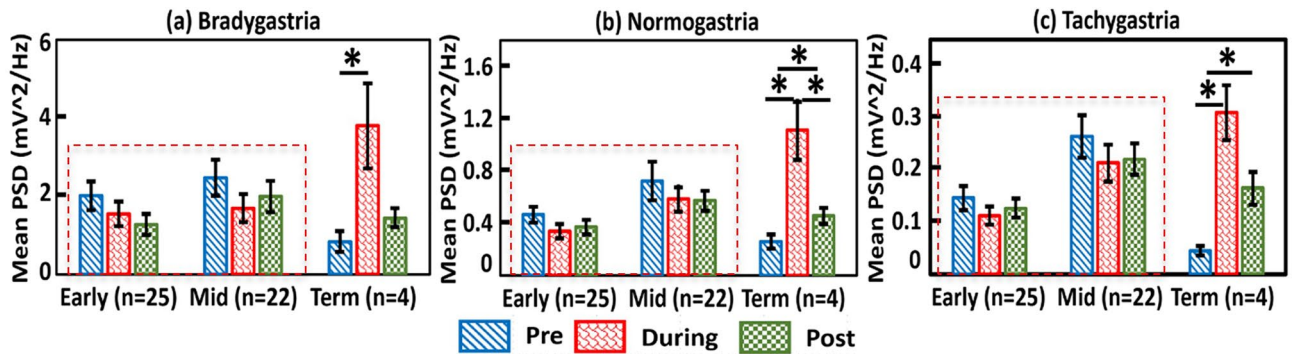 (a) Bradygastria
Mean PSD (mV^2/Hz)
6
4
2
0
*
Early (n=25) Mid (n=22) Term (n=4)
(b) Normogastria
Mean PSD (mV^2/Hz)
1.6
1.2
0.8
0.4
0
*
* *
Early (n=25) Mid (n=22) Term (n=4)
(c) Tachygastria
Mean PSD (mV^2/Hz)
0.4
0.3
0.2
0.1
0
*
*
Early (n=25) Mid (n=22) Term (n=4)
Pre During Post